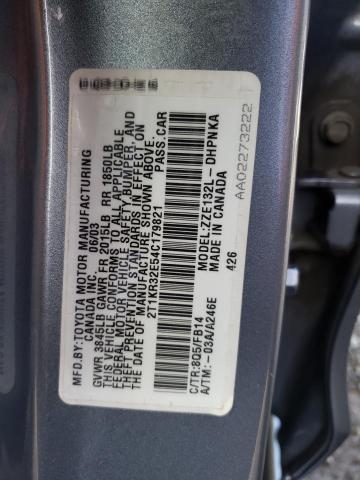 MFD.BY:TOYOTA MOTOR MANUFACTURING
CANADA INC. 06/03
GVWR 3845LB GAWR FR 2015LB RR 1850LB
THIS VEHICLE CONFORMS TO ALL APPLICABLE
FEDERAL MOTOR VEHICLE SAFETY, BUMPER, AND
THEFT PREVENTION STANDARDS IN EFFECT ON
THE DATE OF MANUFACTURE SHOWN ABOVE.
2T1KR32E54C179821 PASS.CAR
C/TR:8Q5/FB14 MODEL:ZZE132L-DHPNKA
A/TM:-03A/A246E MADE IN CANADA
426
AA02273222